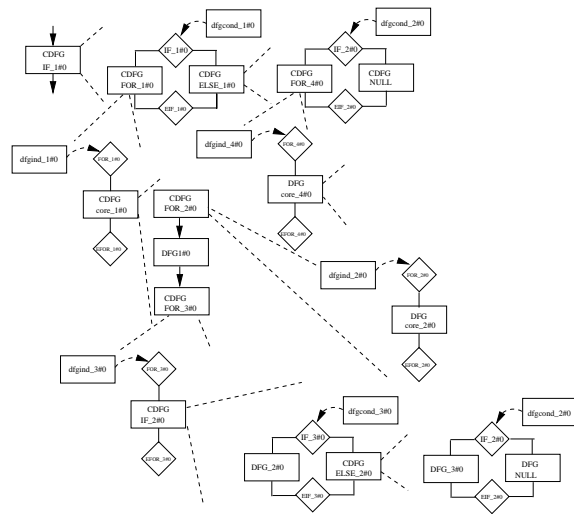 dfgcond_1#0
dfgcond_2#0
CDFG
IF_1#0
IF_1#0
IF_2#0
CDFG
FOR_1#0
CDFG
ELSE_1#0
CDFG
FOR_4#0
CDFG
NULL
EIF_1#0
EIF_2#0
dfgind_1#0
FOR_1#0
dfgind_4#0
FOR_4#0
CDFG
core_1#0
CDFG
FOR_2#0
DFG
core_4#0
EFOR_1#0
EFOR_4#0
DFG1#0
dfgind_2#0
FOR_2#0
CDFG
FOR_3#0
DFG
core_2#0
dfgind_3#0
FOR_3#0
EFOR_2#0
CDFG
IF_2#0
dfgcond_3#0
dfgcond_2#0
IF_3#0
IF_2#0
EFOR_3#0
DFG_2#0
CDFG
ELSE_2#0
DFG_3#0
DFG
NULL
EIF_3#0
EIF_2#0